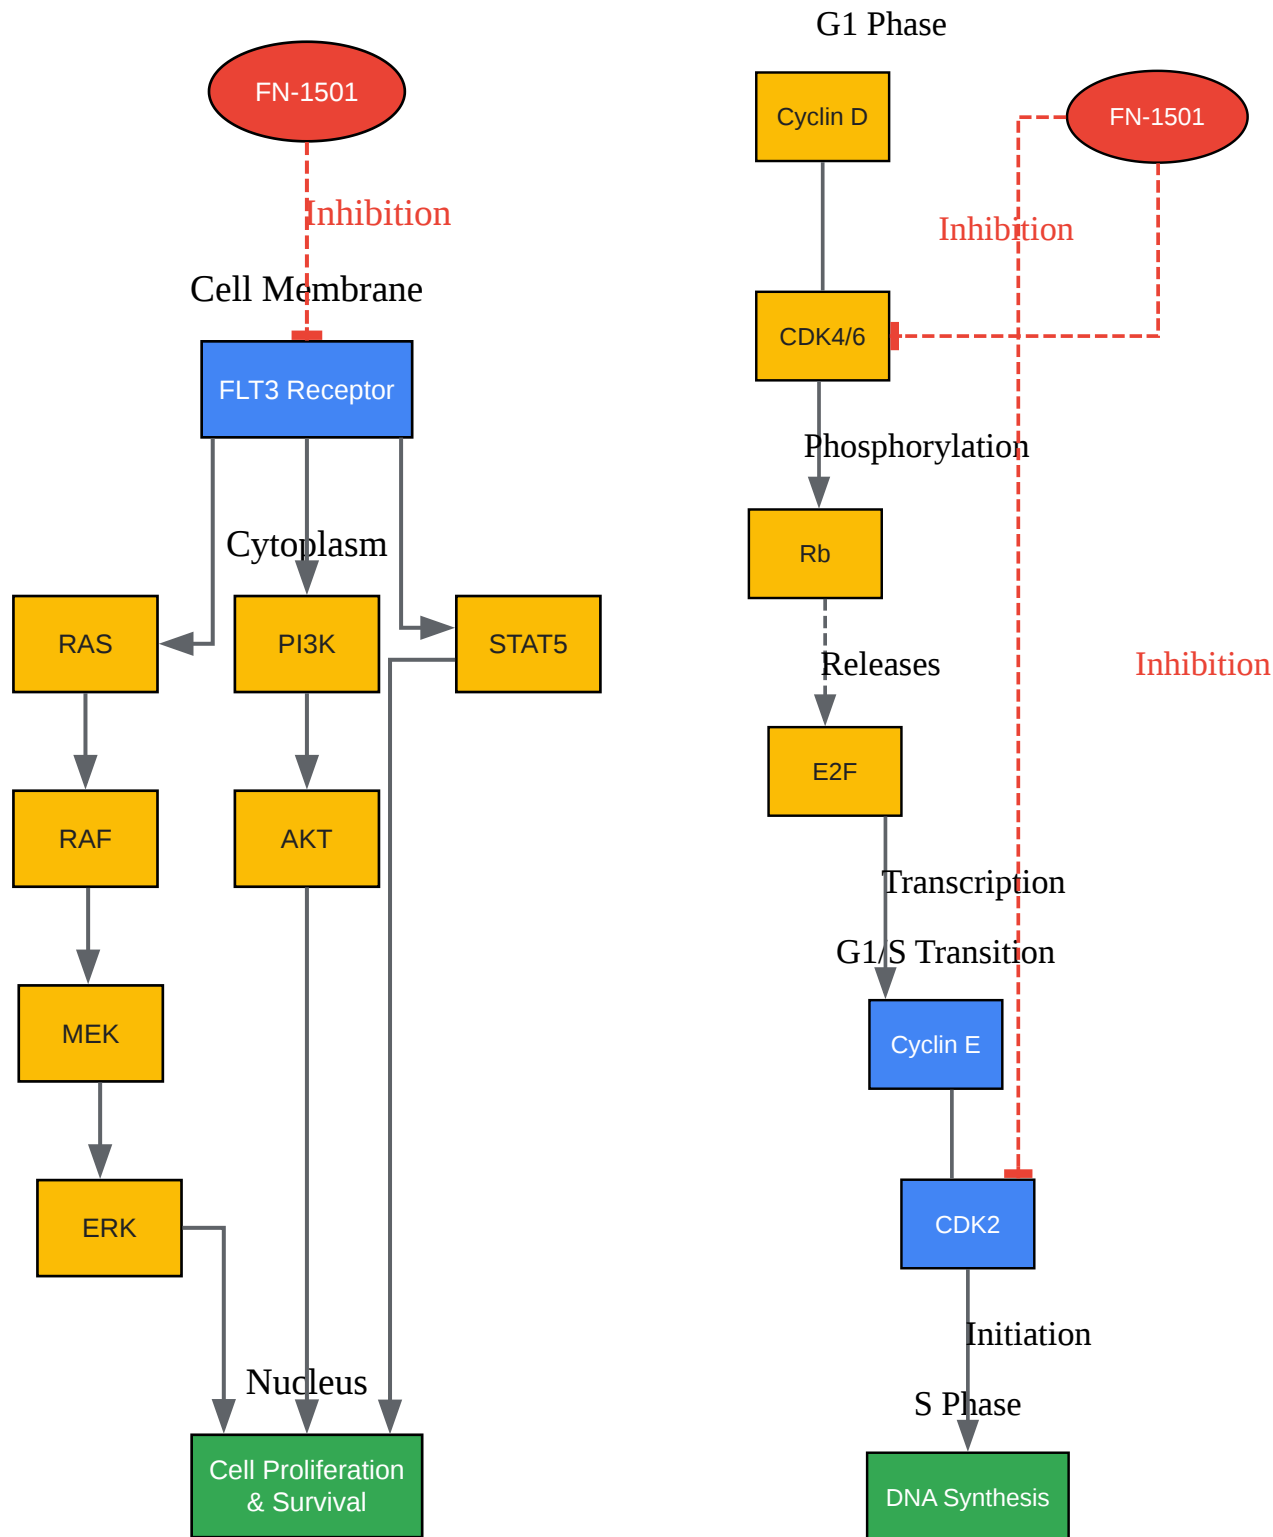 FN-1501
Inhibition
Cell Membrane
FLT3 Receptor
Cytoplasm
RAS
PI3K
STAT5
RAF
AKT
MEK
ERK
Nucleus
Cell Proliferation
& Survival
G1 Phase
Cyclin D
FN-1501
Inhibition
CDK4/6
Phosphorylation
Rb
Releases
Inhibition
E2F
Transcription
G1/S Transition
Cyclin E
CDK2
Initiation
S Phase
DNA Synthesis